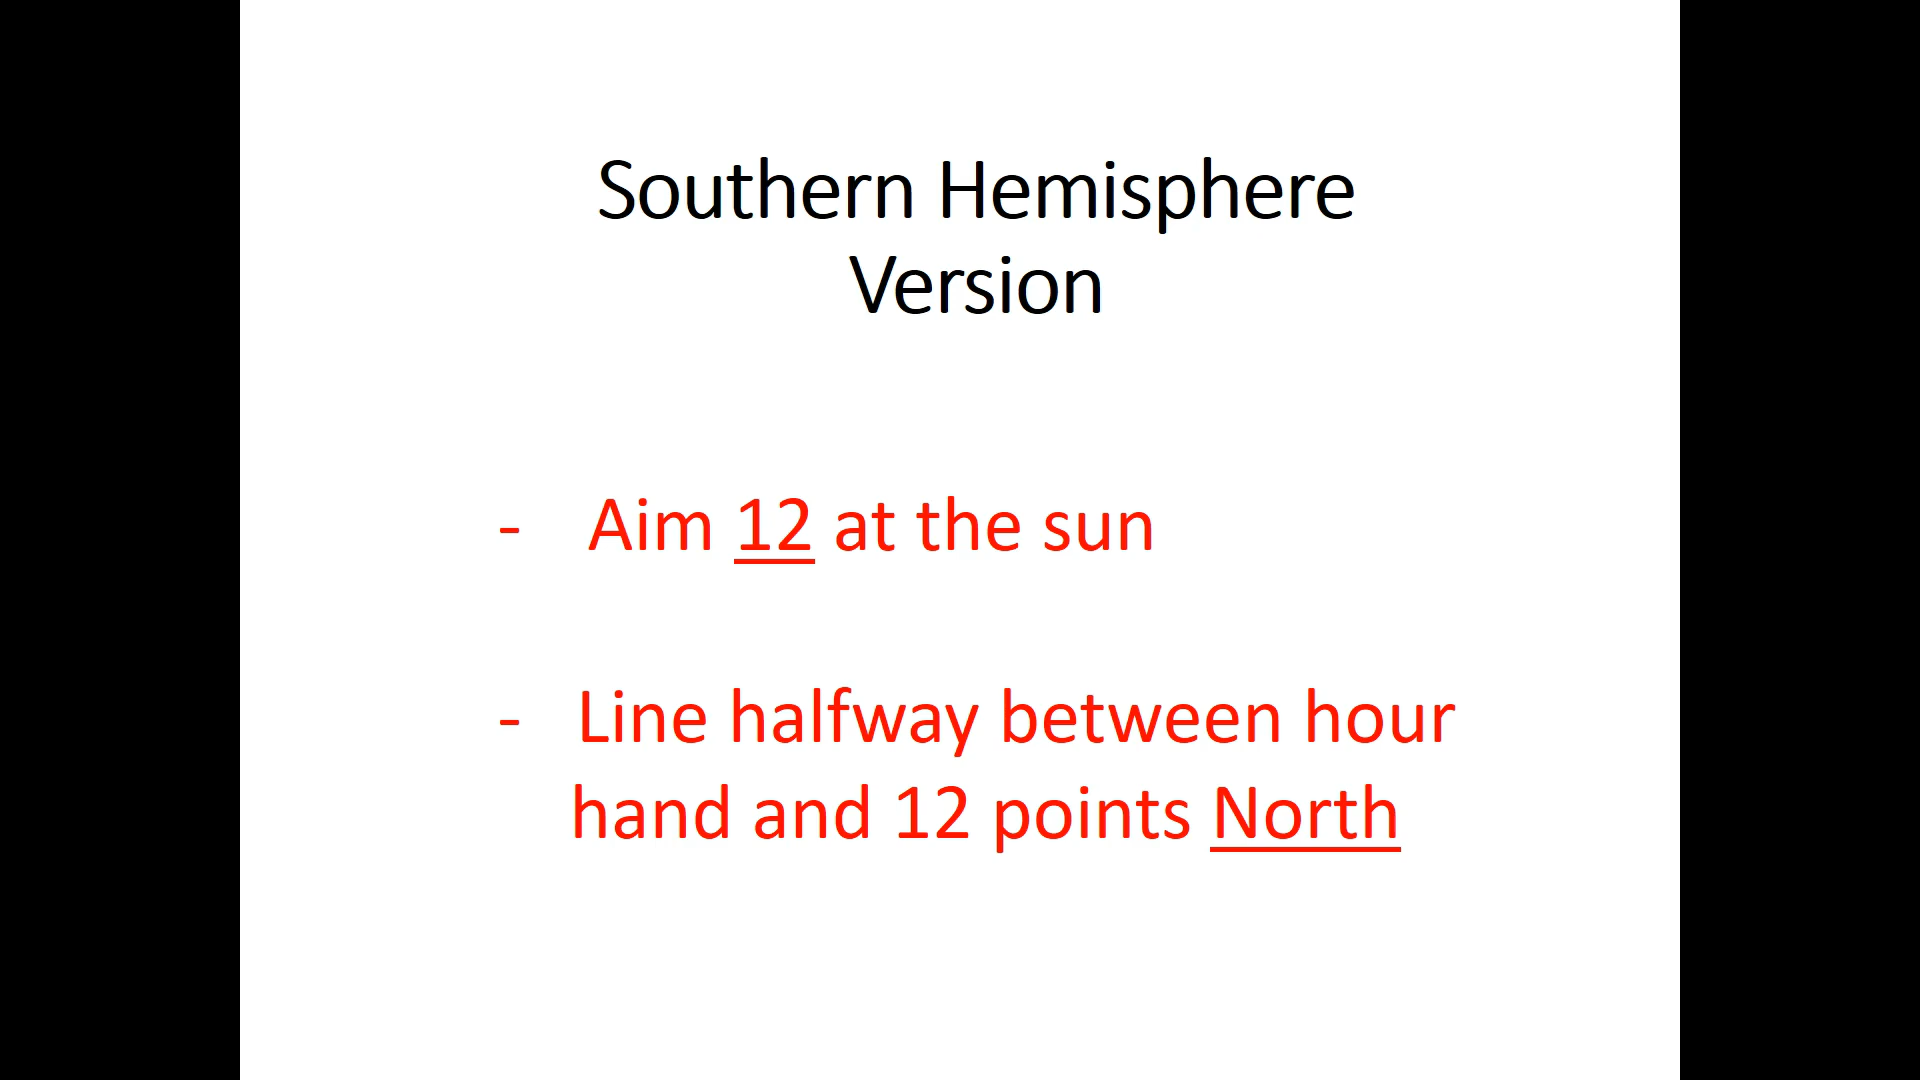 Southern Hemisphere
Version
- Aim 12 at the sun
- Line halfway between hour
hand and 12 points North